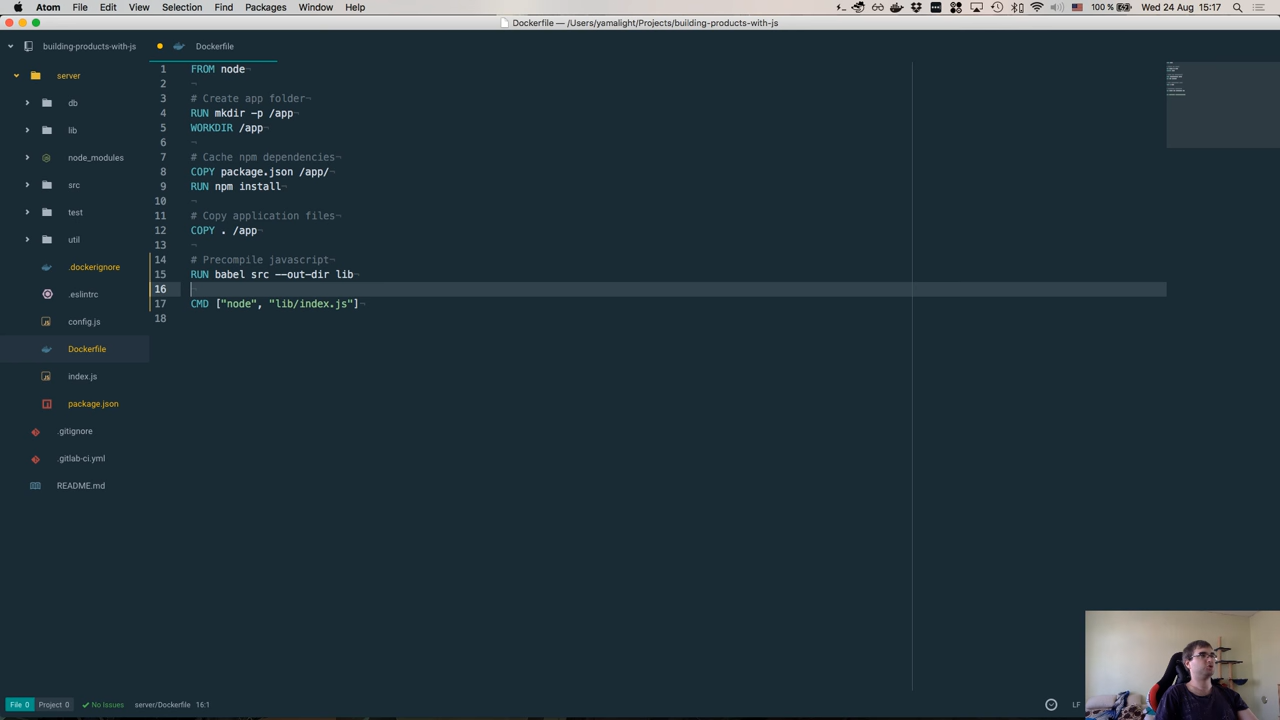 Atom File Edit View Selection Find Packages Window Help 100 % Wed 24 Aug 15:17
Dockerfile — /Users/yamalight/Projects/building-products-with-js
building-products-with-js
Dockerfile
server
db
lib
node_modules
src
test
util
.dockerignore
.eslintrc
config.js
Dockerfile
index.js
package.json
.gitignore
.gitlab-ci.yml
README.md
1 FROM node¬
2 ¬
3 # Create app folder¬
4 RUN mkdir -p /app¬
5 WORKDIR /app¬
6 ¬
7 # Cache npm dependencies¬
8 COPY package.json /app/¬
9 RUN npm install¬
10 ¬
11 # Copy application files¬
12 COPY . /app¬
13 ¬
14 # Precompile javascript¬
15 RUN babel src --out-dir lib¬
16 ¬
17 CMD ["node", "lib/index.js"]¬
18
File 0 Project 0 No Issues server/Dockerfile 16:1 LF